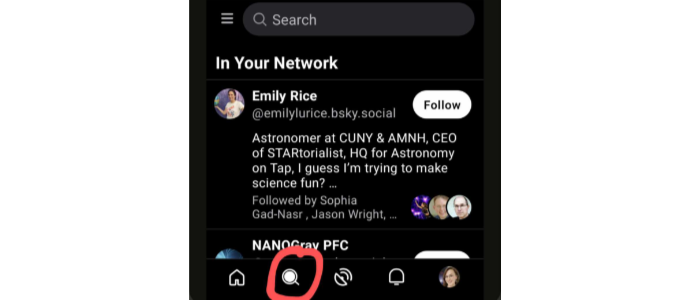 Search
In Your Network
Emily Rice
@emilylurice.bsky.social
Follow
Astronomer at CUNY & AMNH, CEO
of STARtorialist, HQ for Astronomy
on Tap, I guess I'm trying to make
science fun? …
Followed by Sophia
Gad-Nasr , Jason Wright, …
NANOGrav PFC